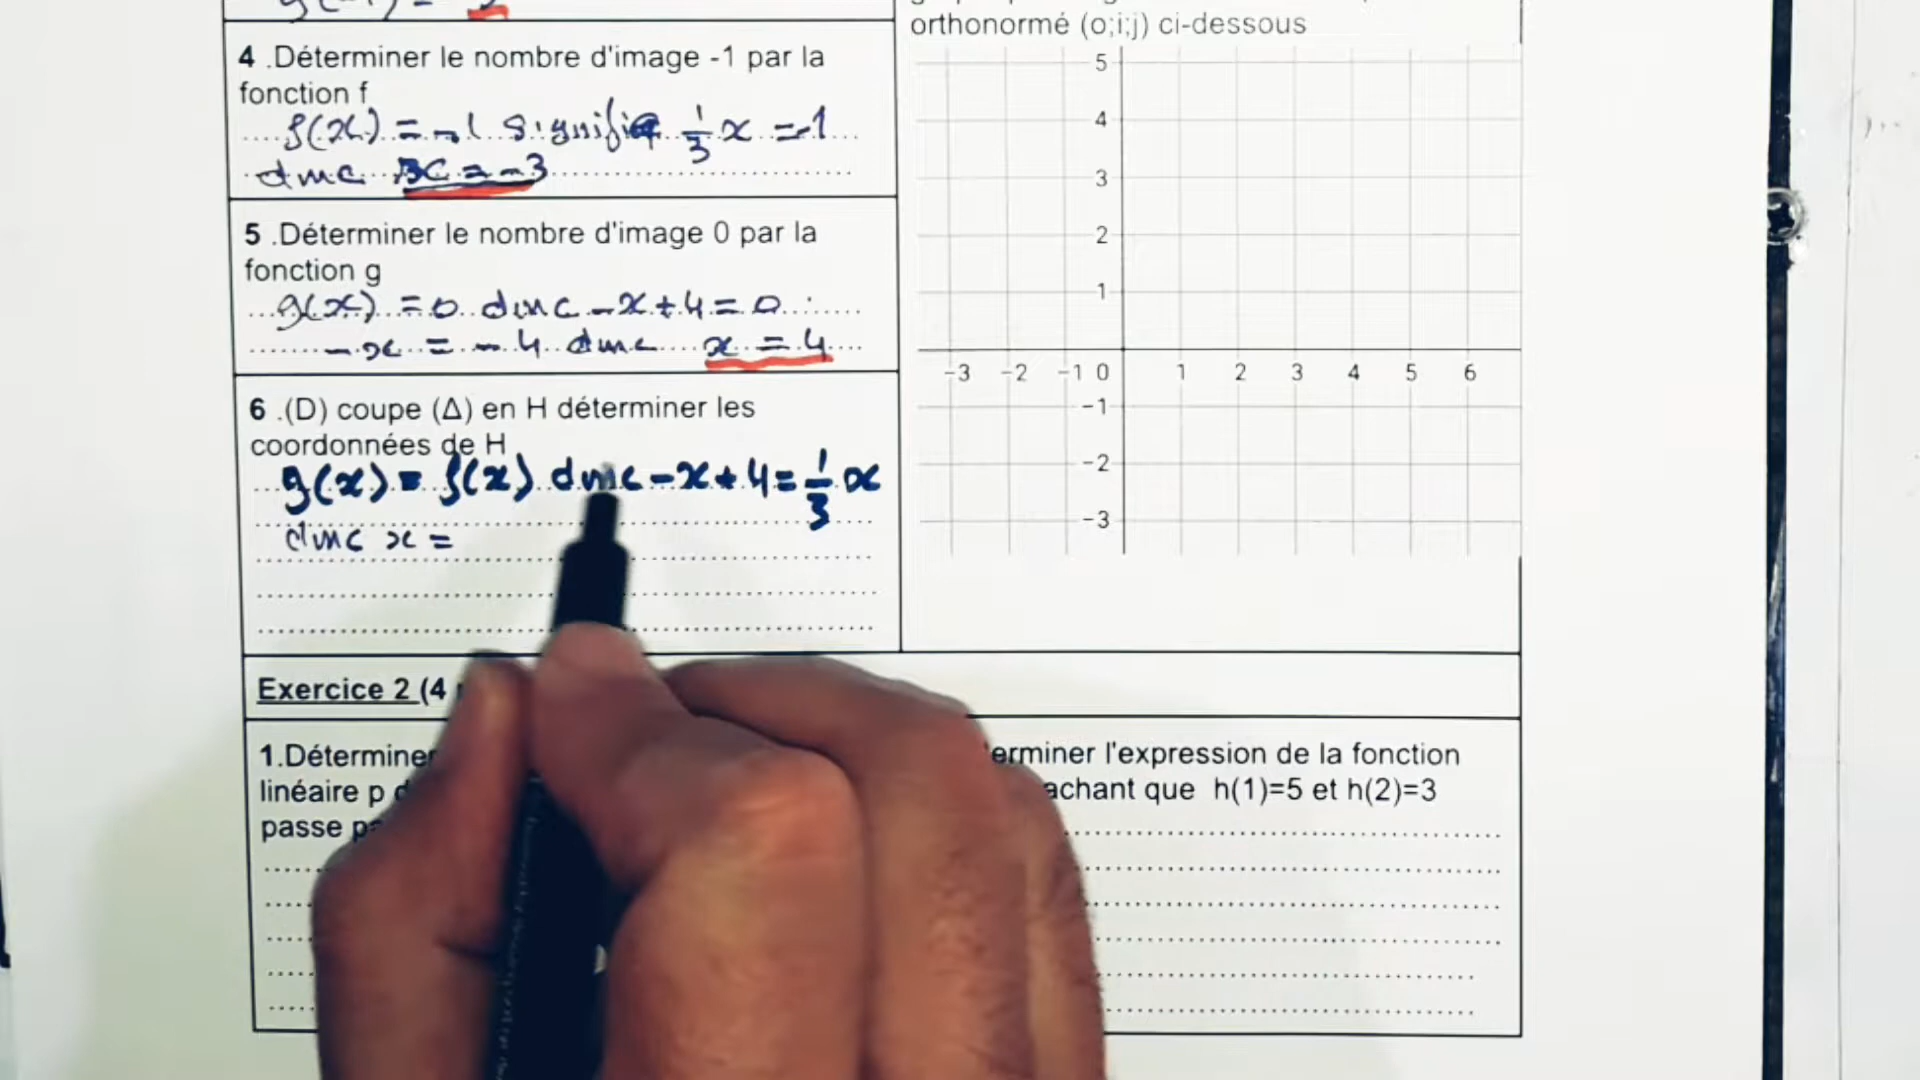 orthonormé (o;i;j) ci-dessous
4 .Déterminer le nombre d'image -1 par la
fonction f
f(x) = -1 signifie 1/3 x = -1
donc x = -3
5 .Déterminer le nombre d'image 0 par la
fonction g
g(x) = 0 donc -x + 4 = 0
-x = -4 donc x = 4
6 .(D) coupe (Δ) en H déterminer les
coordonnées de H
g(x) = f(x) donc -x + 4 = 1/3 x
donc x =
5
4
3
2
1
-3 -2 -1 0 1 2 3 4 5 6
-1
-2
-3
Exercice 2 (4
1.Déterminer
linéaire p
passe
erminer l'expression de la fonction
achant que h(1)=5 et h(2)=3